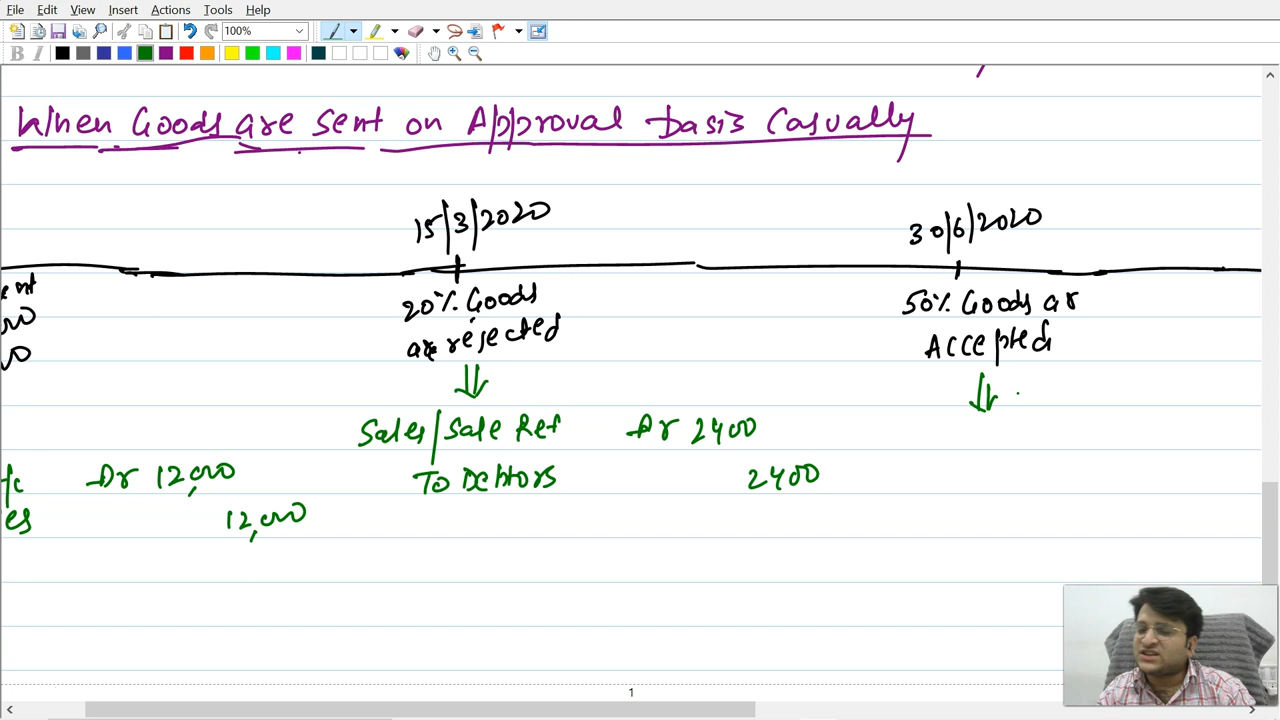 File Edit View Insert Actions Tools Help
100%
B I
When Goods are Sent on Approval basis Casually
15/3/2020
30/6/2020
20% Goods
are rejected
50% Goods ar
Accepted
Sales/Sale Ret Dr 2400
To Debtors 2400
Dr 12,000
es 12,000
1